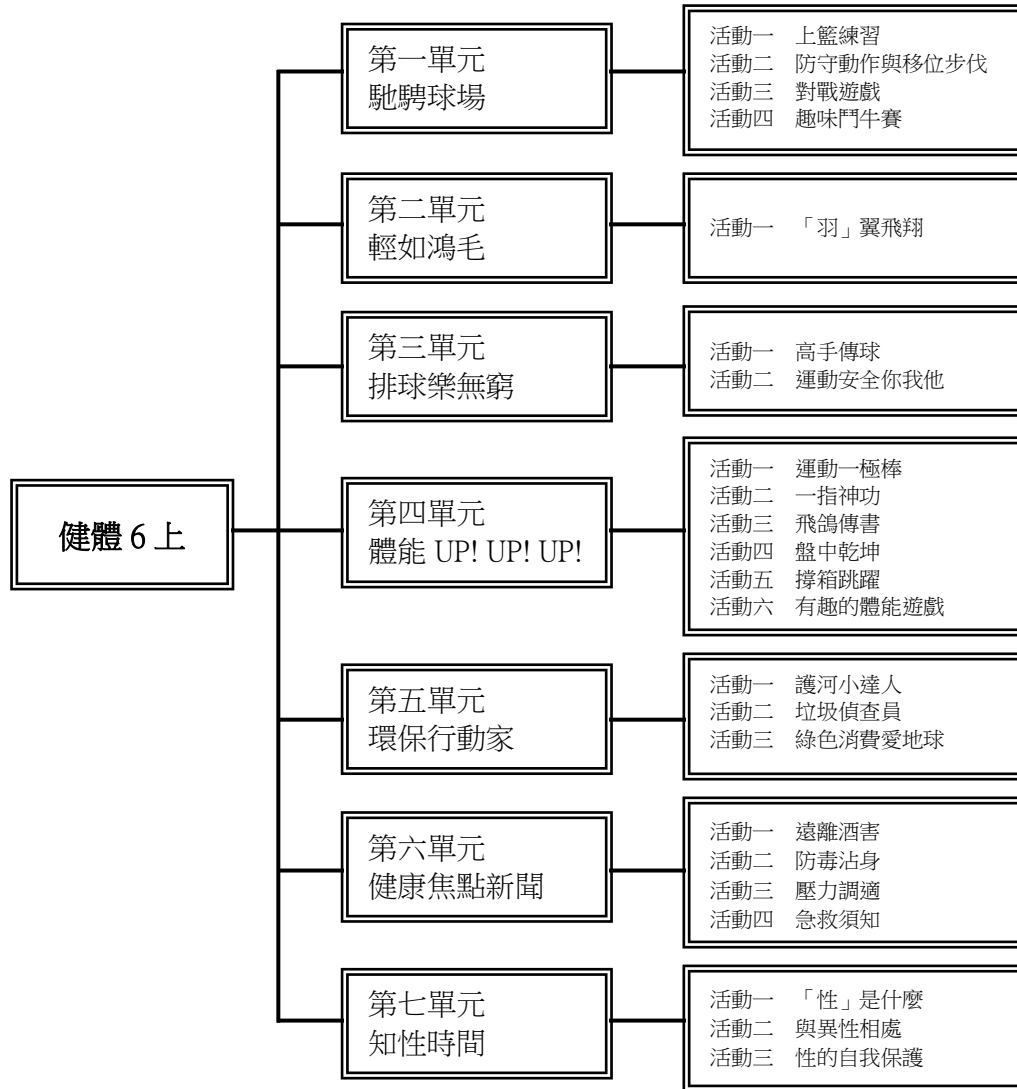 健體 6 上
第一單元
馳騁球場
活動一　上籃練習
活動二　防守動作與移位步伐
活動三　對戰遊戲
活動四　趣味鬥牛賽
第二單元
輕如鴻毛
活動一　「羽」翼飛翔
第三單元
排球樂無窮
活動一　高手傳球
活動二　運動安全你我他
第四單元
體能 UP! UP! UP!
活動一　運動一極棒
活動二　一指神功
活動三　飛鴿傳書
活動四　盤中乾坤
活動五　撐箱跳躍
活動六　有趣的體能遊戲
第五單元
環保行動家
活動一　護河小達人
活動二　垃圾偵查員
活動三　綠色消費愛地球
第六單元
健康焦點新聞
活動一　遠離酒害
活動二　防毒沾身
活動三　壓力調適
活動四　急救須知
第七單元
知性時間
活動一　「性」是什麼
活動二　與異性相處
活動三　性的自我保護